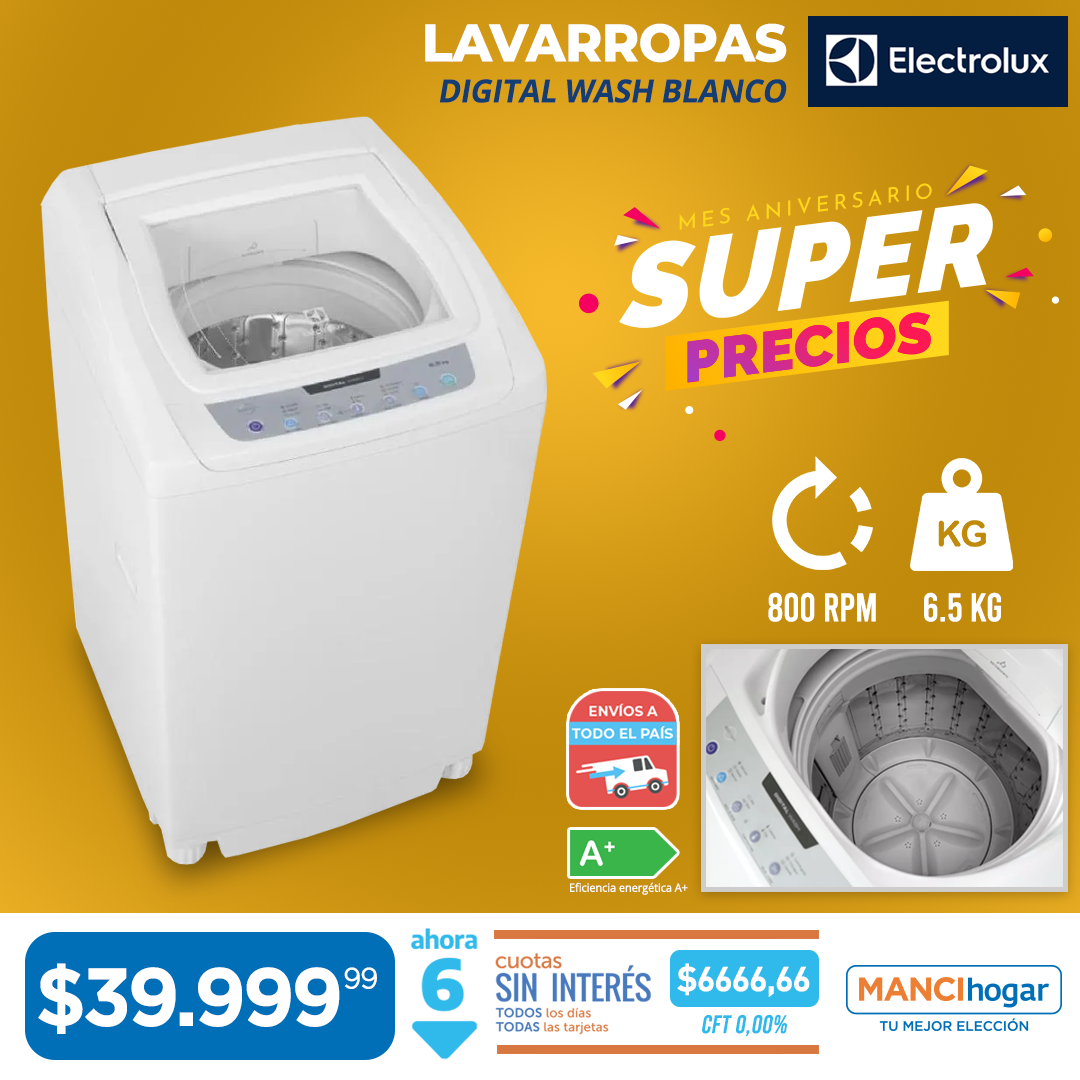 LAVARROPAS
DIGITAL WASH BLANCO
Electrolux
MES ANIVERSARIO
SUPER
PRECIOS
KG
800 RPM
6.5 KG
ENVÍOS A
TODO EL PAÍS
A+
Eficiencia energética A+
$39.999 99
ahora
6
cuotas
SIN INTERÉS
TODOS los días
TODAS las tarjetas
$6666,66
CFT 0,00%
MANCIhogar
TU MEJOR ELECCIÓN